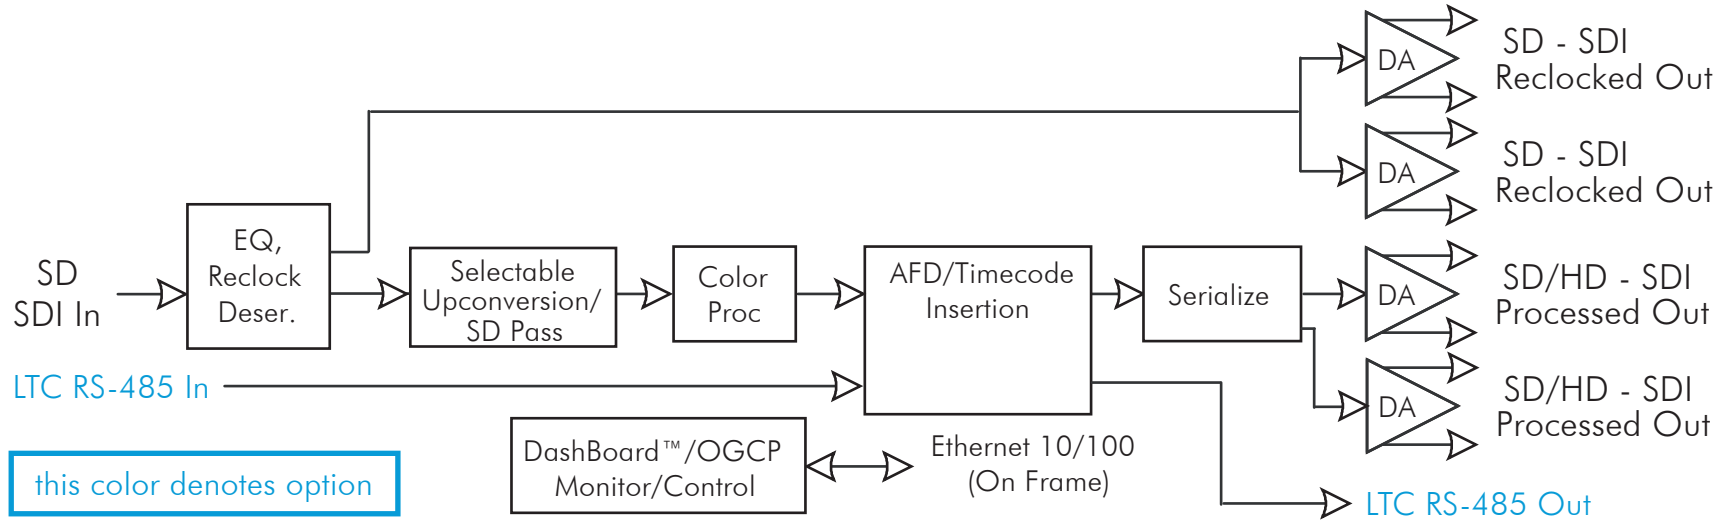 DA
SD - SDI
Reclocked Out
DA
SD - SDI
Reclocked Out
SD
SDI In
EQ,
Reclock
Deser.
Selectable
Upconversion/
SD Pass
Color
Proc
AFD/Timecode
Insertion
Serialize
DA
SD/HD - SDI
Processed Out
DA
SD/HD - SDI
Processed Out
LTC RS-485 In
DashBoard™/OGCP
Monitor/Control
Ethernet 10/100
(On Frame)
this color denotes option
LTC RS-485 Out